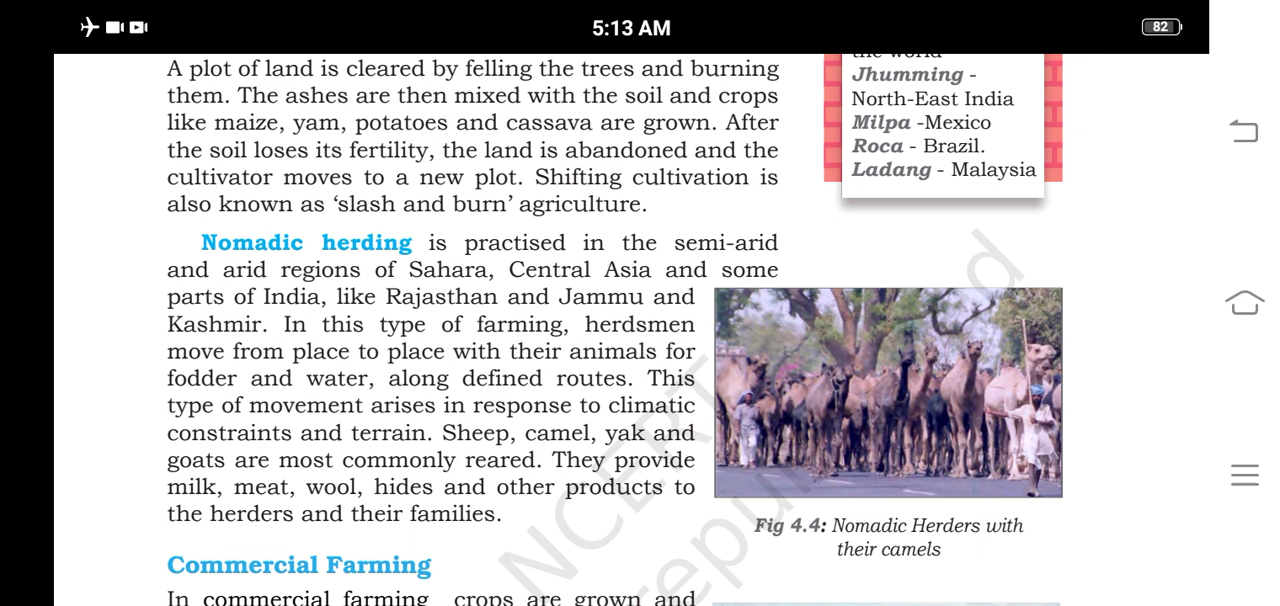 5:13 AM
82
A plot of land is cleared by felling the trees and burning
them. The ashes are then mixed with the soil and crops
like maize, yam, potatoes and cassava are grown. After
the soil loses its fertility, the land is abandoned and the
cultivator moves to a new plot. Shifting cultivation is
also known as ‘slash and burn’ agriculture.
the world
Jhumming -
North-East India
Milpa -Mexico
Roca - Brazil.
Ladang - Malaysia
Nomadic herding is practised in the semi-arid
and arid regions of Sahara, Central Asia and some
parts of India, like Rajasthan and Jammu and
Kashmir. In this type of farming, herdsmen
move from place to place with their animals for
fodder and water, along defined routes. This
type of movement arises in response to climatic
constraints and terrain. Sheep, camel, yak and
goats are most commonly reared. They provide
milk, meat, wool, hides and other products to
the herders and their families.
Fig 4.4: Nomadic Herders with
their camels
Commercial Farming
In commercial farming crops are grown and
NCERT
repu
d